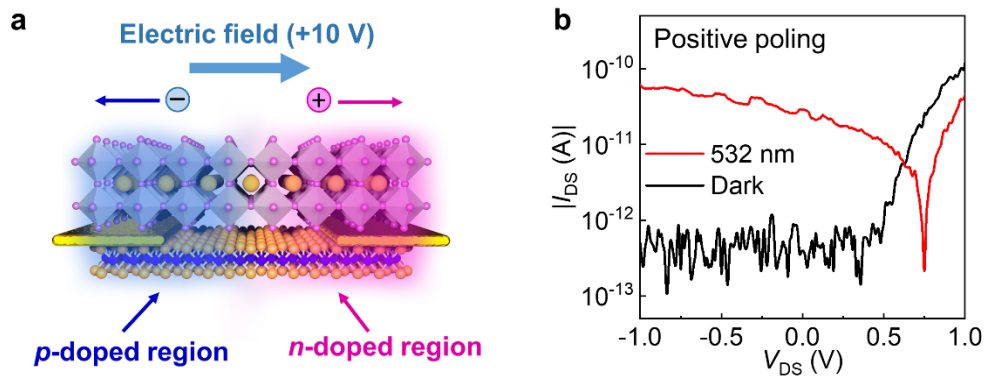 a
Electric field (+10 V)
−
+
p-doped region
n-doped region
b
Positive poling
532 nm
Dark
|I_DS (A)|
10⁻¹⁰
10⁻¹¹
10⁻¹²
10⁻¹³
-1.0 -0.5 0.0 0.5 1.0
V_DS (V)